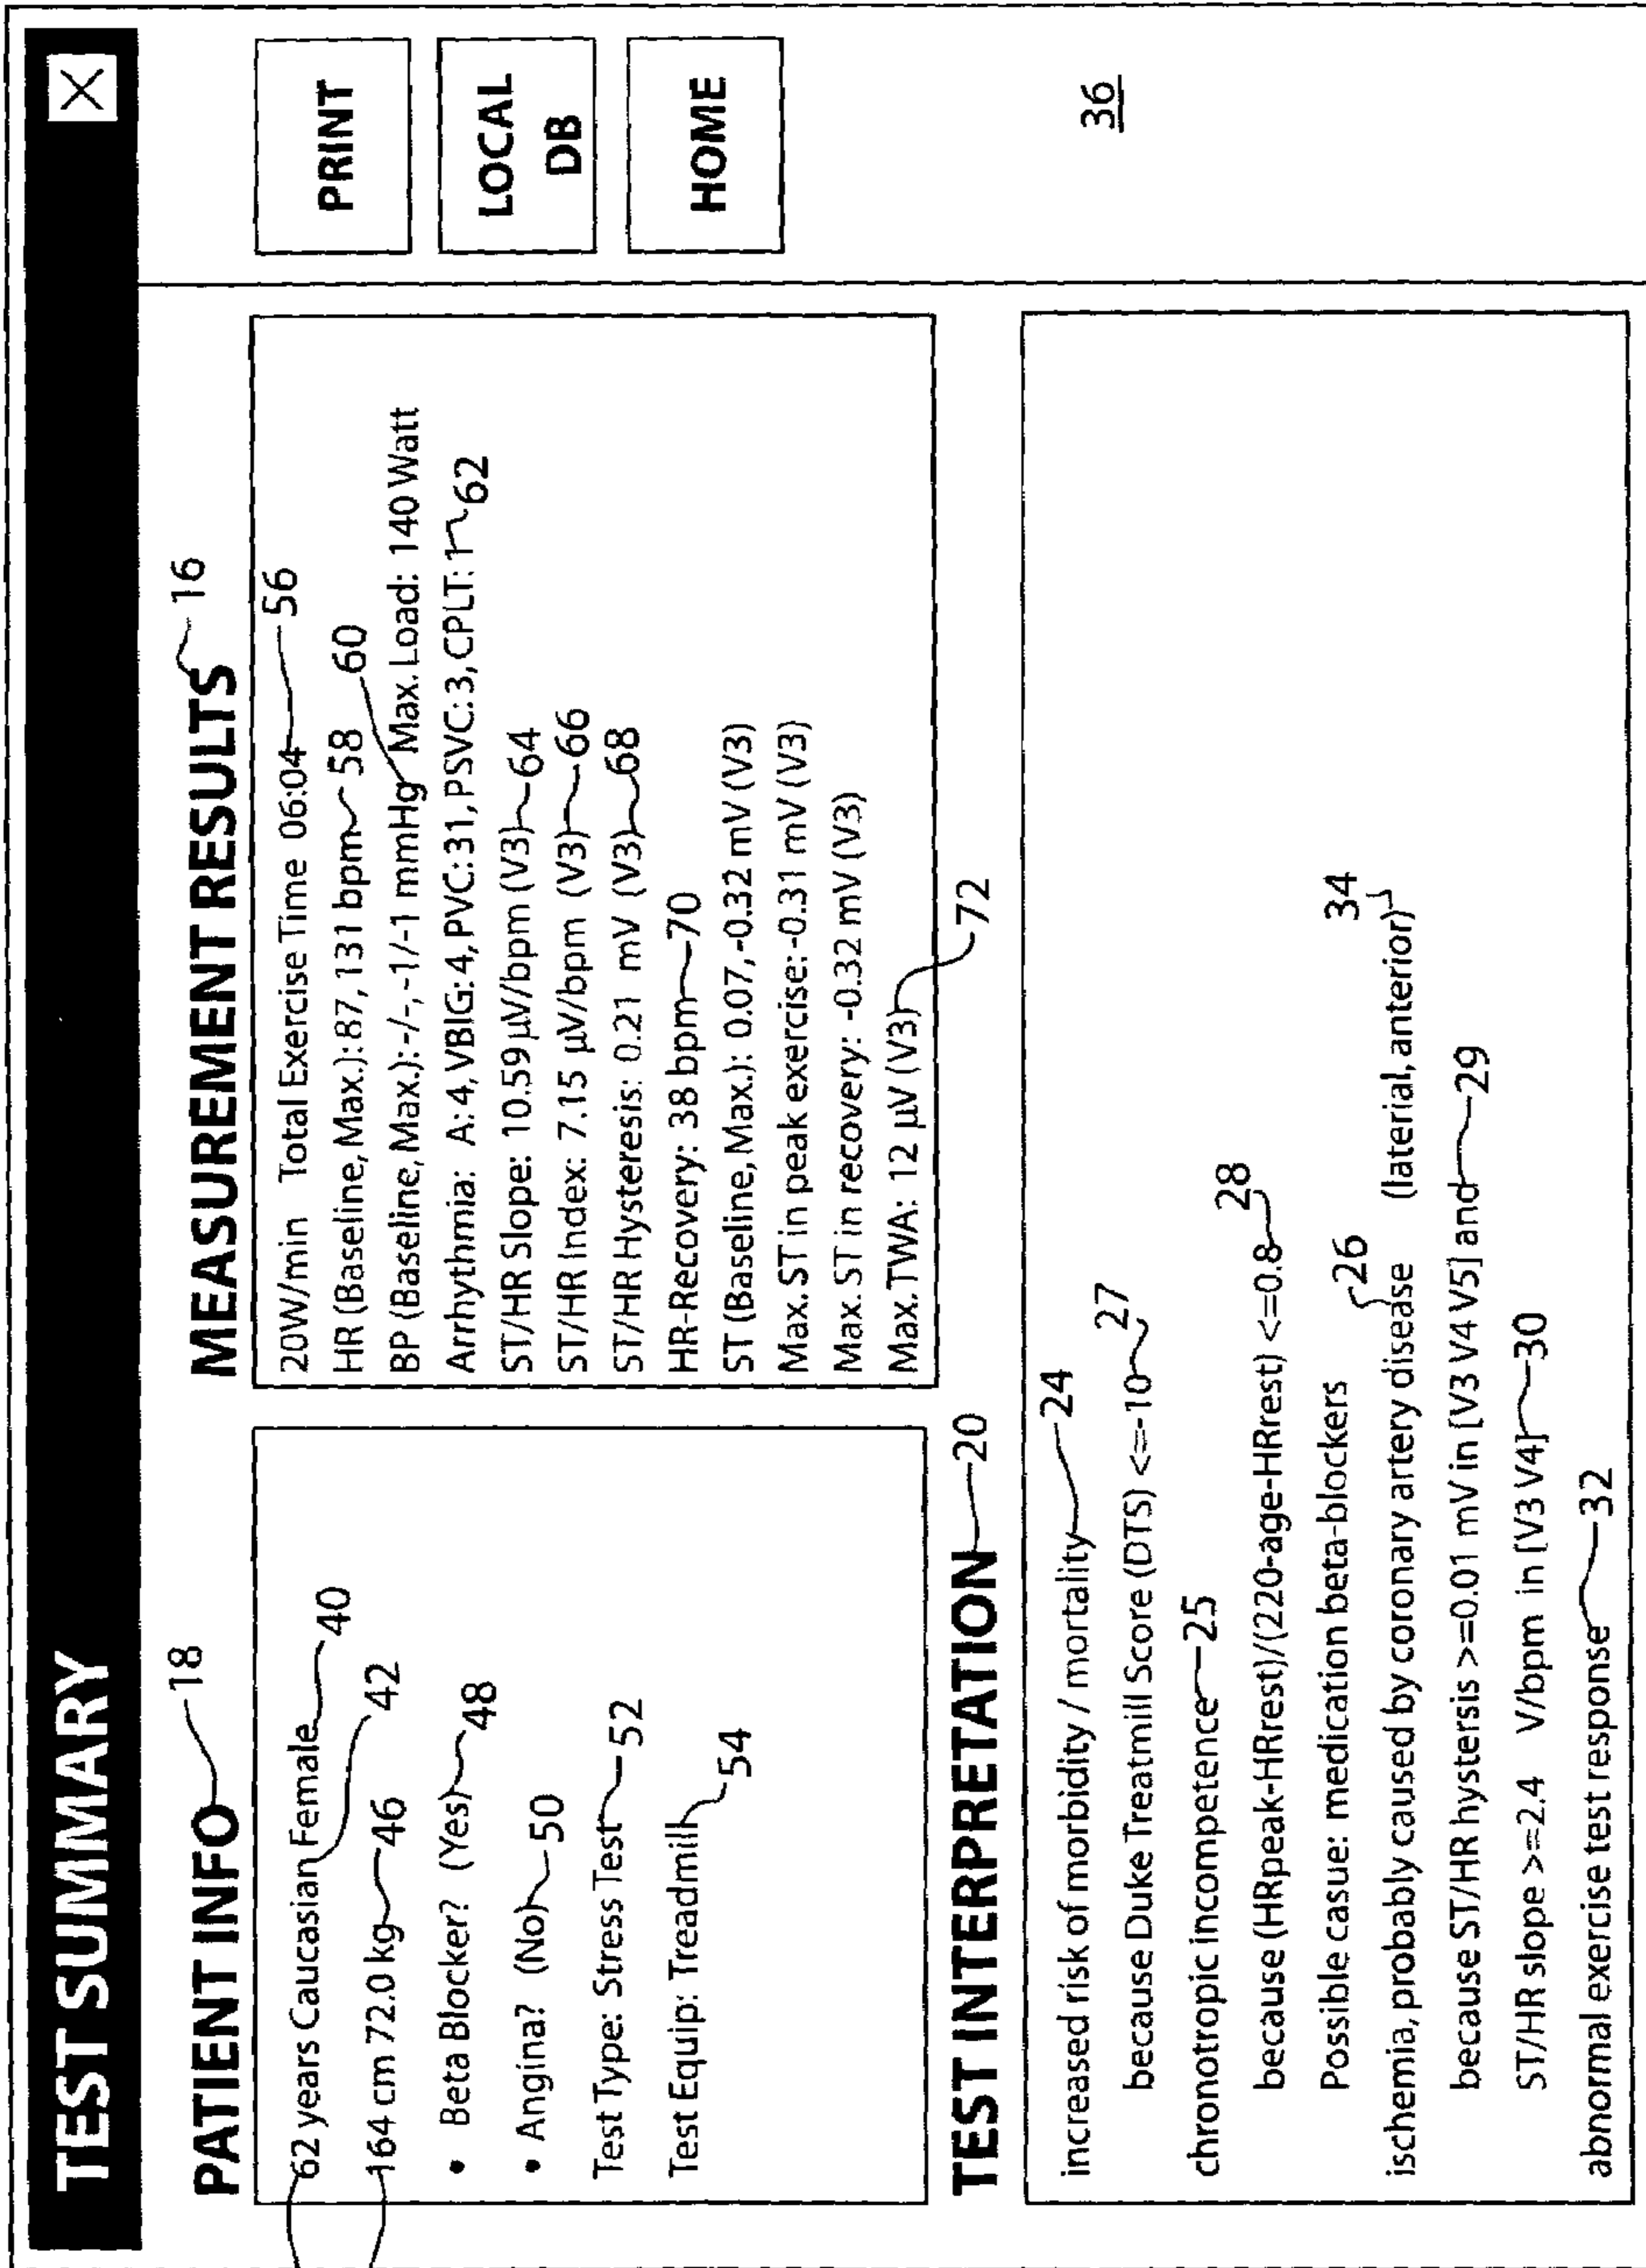 TEST SUMMARY
X
PATIENT INFO 18
62 years Caucasian Female 40
42
164 cm 72.0 kg 46
• Beta Blocker? (Yes) 48
• Angina? (No) 50
Test Type: Stress Test 52
Test Equip: Treadmill 54
MEASUREMENT RESULTS 16
20W/min Total Exercise Time 06:04 56
HR (Baseline, Max.): 87, 131 bpm 58
60
BP (Baseline, Max.): -/-, -1/-1 mmHg Max. Load: 140 Watt
Arrhythmia: A: 4, VBIG: 4, PVC: 31, PSVC: 3, CPLT: 1 62
ST/HR Slope: 10.59 µV/bpm (V3) 64
ST/HR Index: 7.15 µV/bpm (V3) 66
ST/HR Hysteresis: 0.21 mV (V3) 68
HR-Recovery: 38 bpm 70
ST (Baseline, Max.): 0.07, -0.32 mV (V3)
Max. ST in peak exercise: -0.31 mV (V3)
Max. ST in recovery: -0.32 mV (V3)
Max. TWA: 12 µV (V3) 72
PRINT
LOCAL
DB
HOME
36
TEST INTERPRETATION 20
increased risk of morbidity / mortality 24
because Duke Treatmill Score (DTS) <=-10 27
chronotropic incompetence 25
because (HRpeak-HRrest)/(220-age-HRrest) <=0.8 28
Possible casue: medication beta-blockers
26
ischemia, probably caused by coronary artery disease (laterial, anterior) 34
because ST/HR hystersis >=0.01 mV in [V3 V4 V5] and 29
ST/HR slope >=2.4 V/bpm in [V3 V4] 30
abnormal exercise test response 32